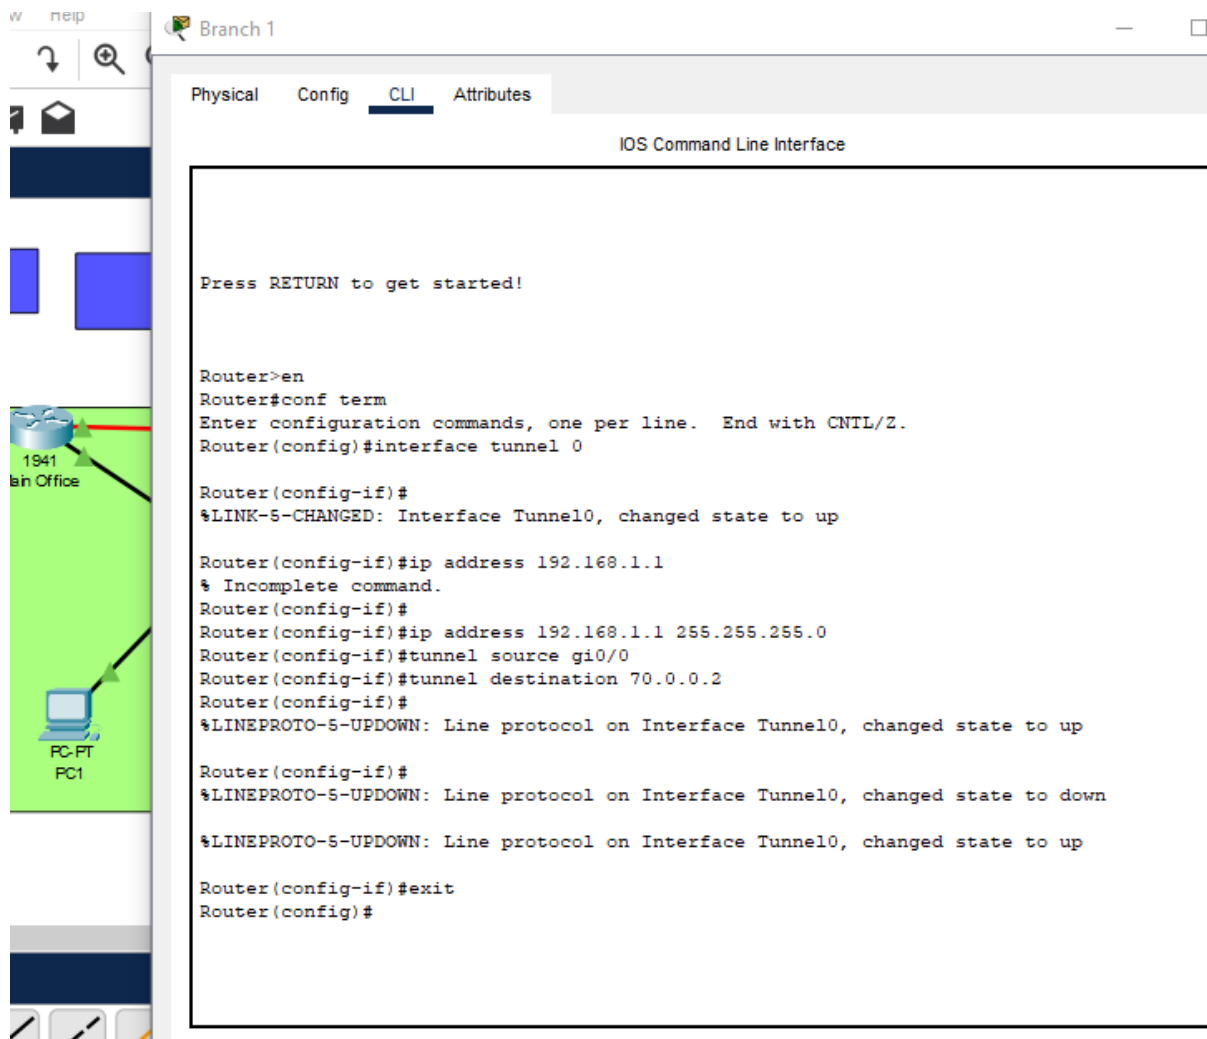 Help
Branch 1
Physical Config CLI Attributes
IOS Command Line Interface
Press RETURN to get started!
Router>en
Router#conf term
Enter configuration commands, one per line.  End with CNTL/Z.
Router(config)#interface tunnel 0
Router(config-if)#
%LINK-5-CHANGED: Interface Tunnel0, changed state to up
Router(config-if)#ip address 192.168.1.1
% Incomplete command.
Router(config-if)#
Router(config-if)#ip address 192.168.1.1 255.255.255.0
Router(config-if)#tunnel source gi0/0
Router(config-if)#tunnel destination 70.0.0.2
Router(config-if)#
%LINEPROTO-5-UPDOWN: Line protocol on Interface Tunnel0, changed state to up
Router(config-if)#
%LINEPROTO-5-UPDOWN: Line protocol on Interface Tunnel0, changed state to down
%LINEPROTO-5-UPDOWN: Line protocol on Interface Tunnel0, changed state to up
Router(config-if)#exit
Router(config)#
1941
ain Office
PC-PT
PC1